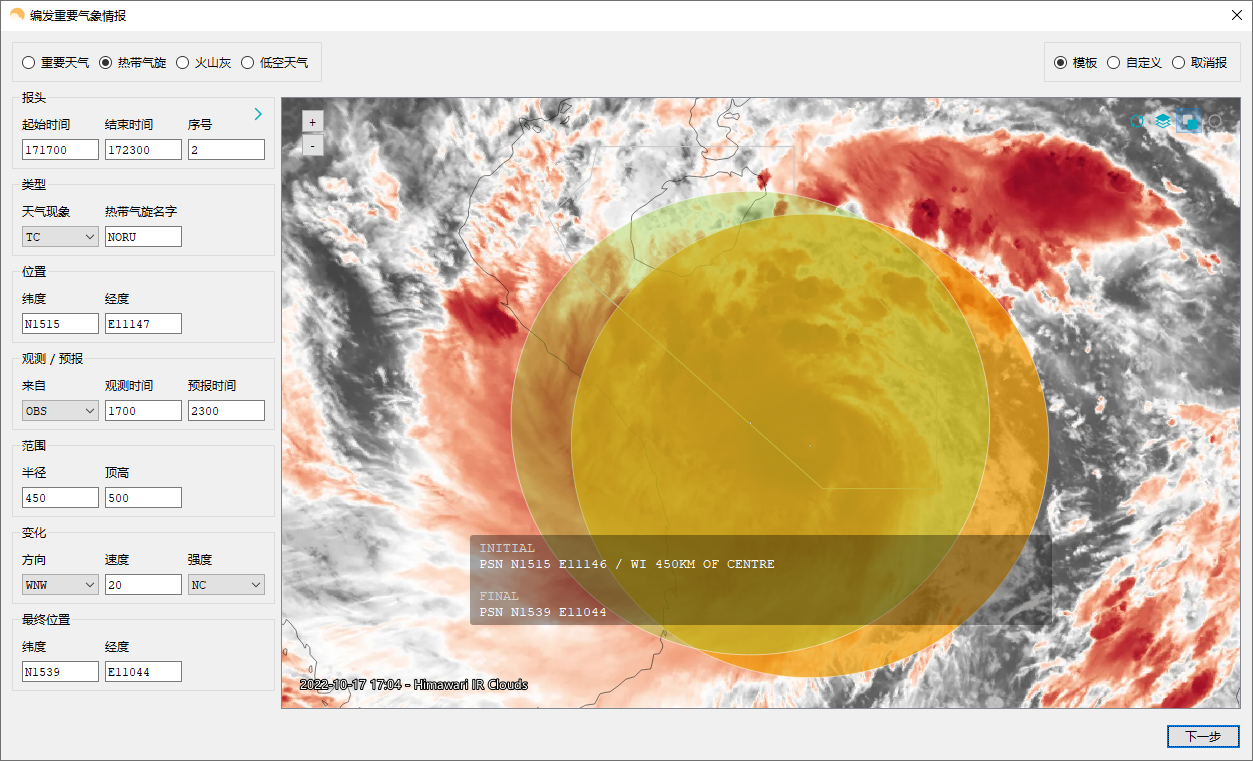 编发重要气象情报
重要天气 热带气旋 火山灰 低空天气
模板 自定义 取消报
报头
起始时间 结束时间 序号
171700 172300 2
类型
天气现象 热带气旋名字
TC NORU
位置
纬度 经度
N1515 E11147
观测 / 预报
来自 观测时间 预报时间
OBS 1700 2300
范围
半径 顶高
450 500
变化
方向 速度 强度
WNW 20 NC
最终位置
纬度 经度
N1539 E11044
+
-
INITIAL
PSN N1515 E11146 / WI 450KM OF CENTRE
FINAL
PSN N1539 E11044
2022-10-17 17:04 - Himawari IR Clouds
下一步